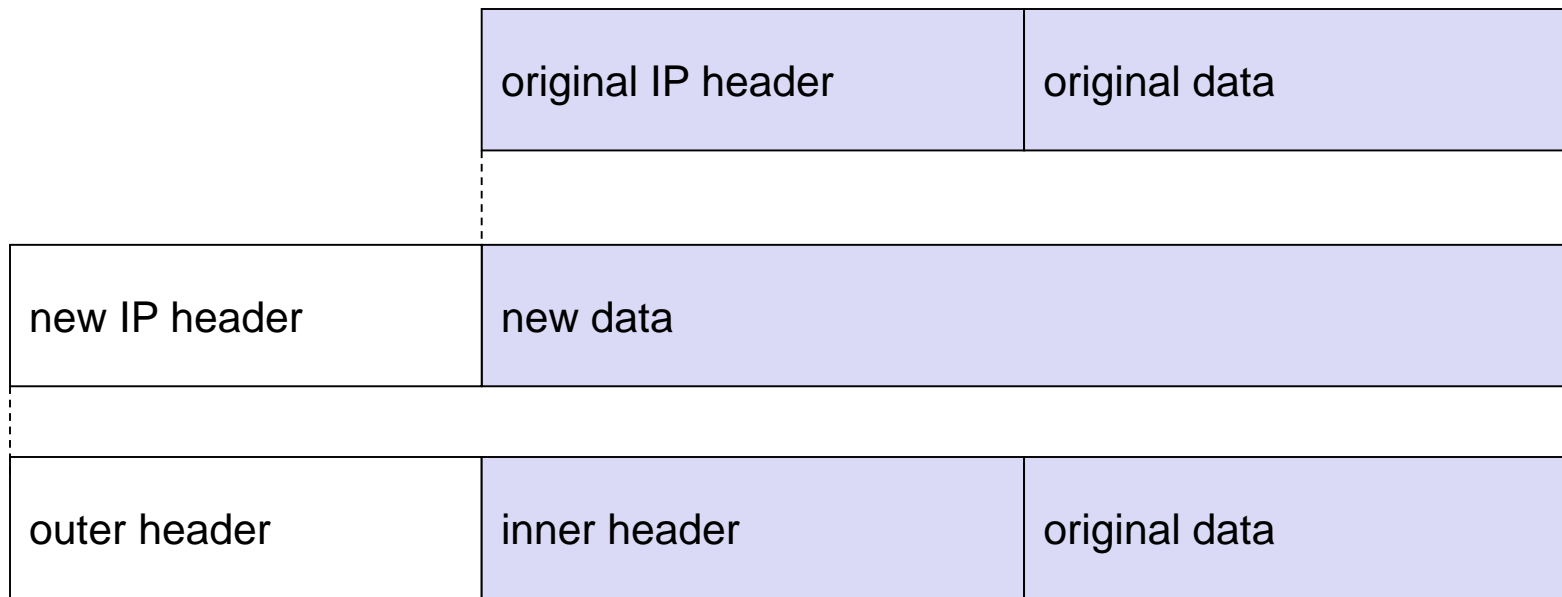 original IP header
original data
new IP header
new data
outer header
inner header
original data